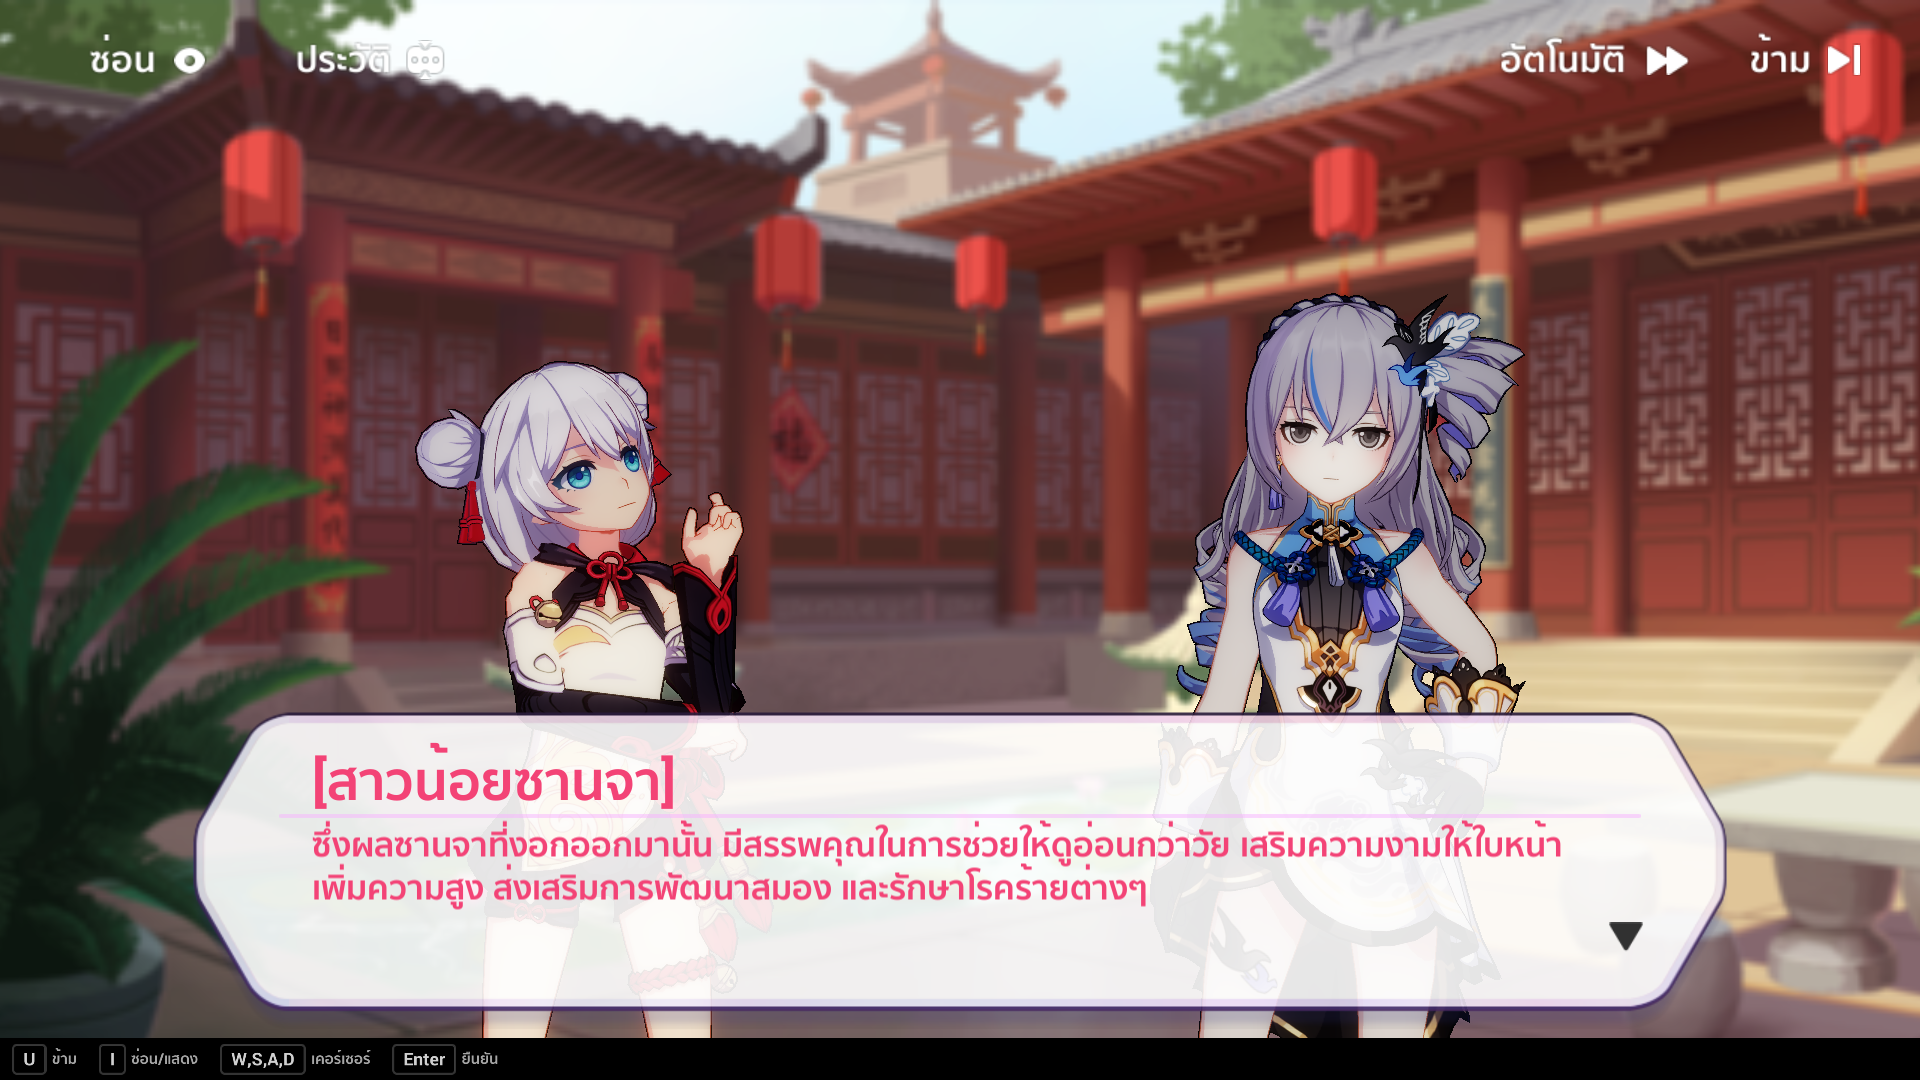 ซ่อน
ประวัติ
อัตโนมัติ
ข้าม
[สาวน้อยซานจา]
ซึ่งผลซานจาที่งอกออกมานั้น มีสรรพคุณในการช่วยให้ดูอ่อนกว่าวัย เสริมความงามให้ใบหน้า
เพิ่มความสูง ส่งเสริมการพัฒนาสมอง และรักษาโรคร้ายต่างๆ
U ข้าม I ซ่อน/แสดง W,S,A,D เคอร์เซอร์ Enter ยืนยัน